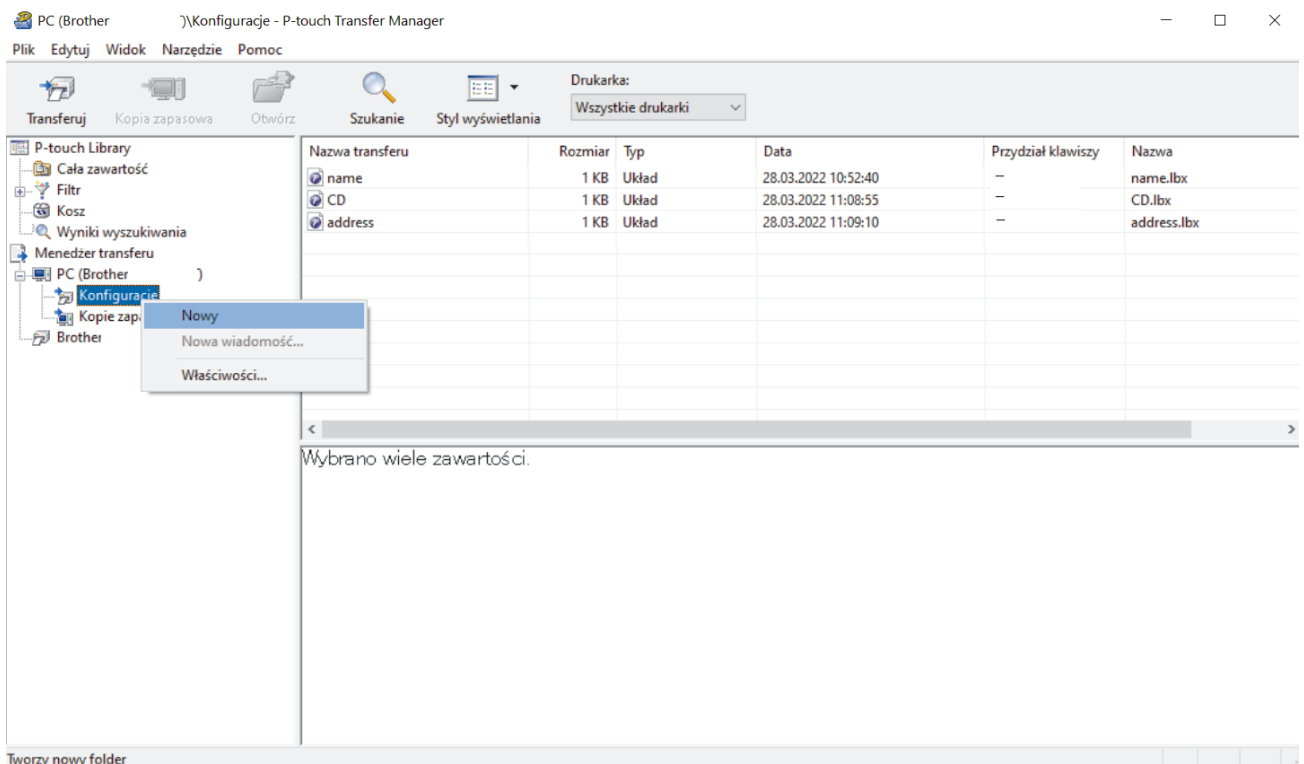 PC (Brother )\Konfiguracje - P-touch Transfer Manager
Plik Edytuj Widok Narzędzie Pomoc
Transferuj Kopia zapasowa Otwórz Szukanie Styl wyświetlania
Drukarka:
Wszystkie drukarki
P-touch Library
Cała zawartość
Filtr
Kosz
Wyniki wyszukiwania
Menedżer transferu
PC (Brother )
Konfiguracje
Kopie zap
Brother
Nowy
Nowa wiadomość...
Właściwości...
Nazwa transferu Rozmiar Typ Data Przydział klawiszy Nazwa
name 1 KB Układ 28.03.2022 10:52:40 – name.lbx
CD 1 KB Układ 28.03.2022 11:08:55 – CD.lbx
address 1 KB Układ 28.03.2022 11:09:10 – address.lbx
Wybrano wiele zawartości.
Tworzy nowy folder